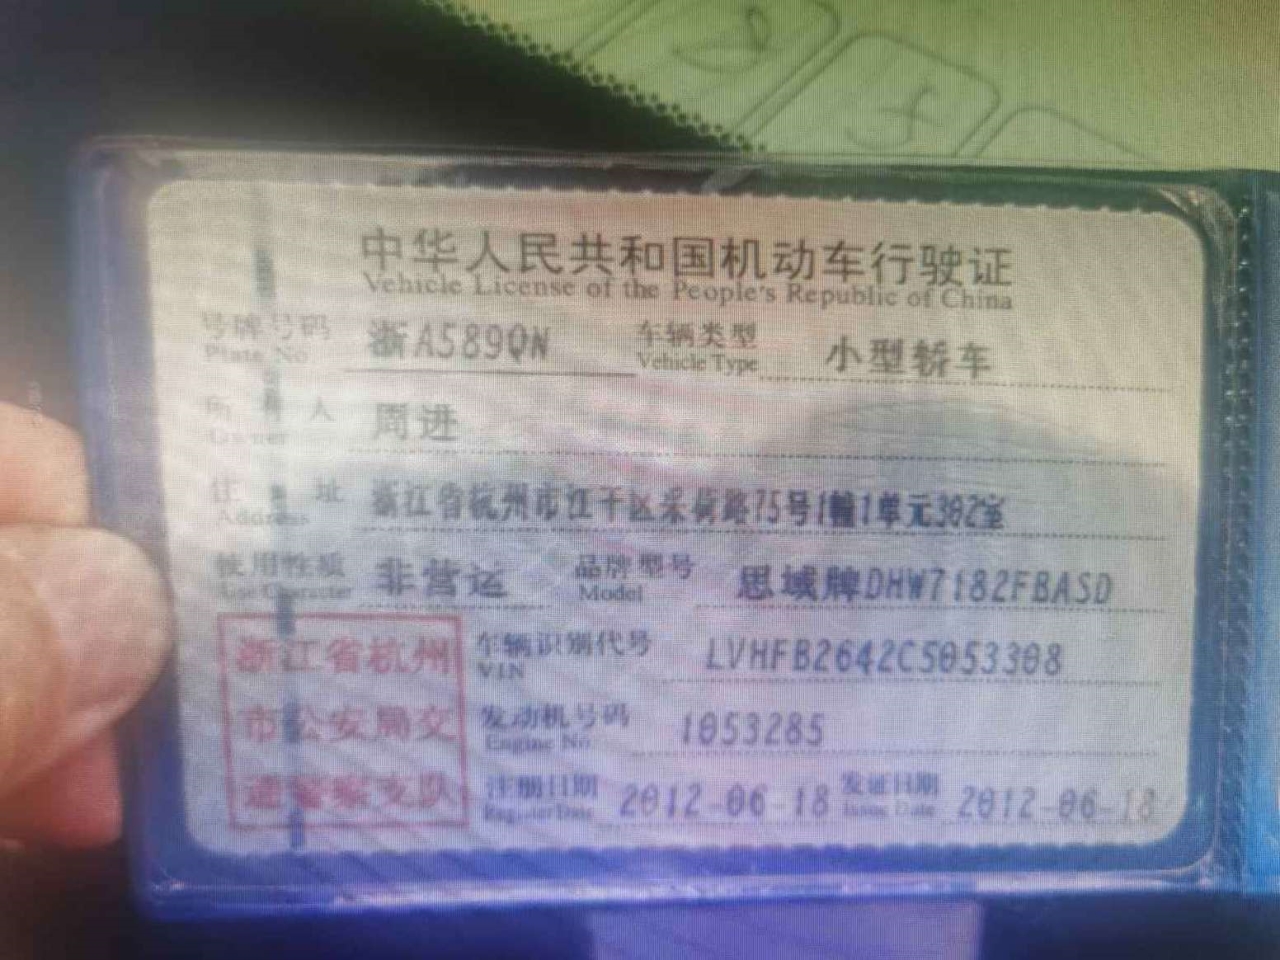 中华人民共和国机动车行驶证
Vehicle License of the People's Republic of China
号牌号码 浙A589QN 车辆类型 小型轿车
Plate No. Vehicle Type
所有人 周进
Owner
住址 浙江省杭州市江干区采荷路75号1幢1单元302室
Address
使用性质 非营运 品牌型号 思域牌DHW7182FBASD
Use Character Model
浙江省杭州 车辆识别代号 LVHFB2642C5053308
VIN
市公安局交 发动机号码 1053285
Engine No.
通警察支队 注册日期 2012-06-18 发证日期 2012-06-18
Register Date Issue Date